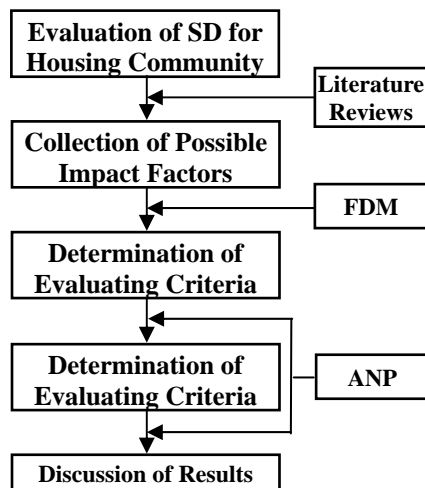 Evaluation of SD for
Housing Community
Literature
Reviews
Collection of Possible
Impact Factors
FDM
Determination of
Evaluating Criteria
Determination of
Evaluating Criteria
ANP
Discussion of Results